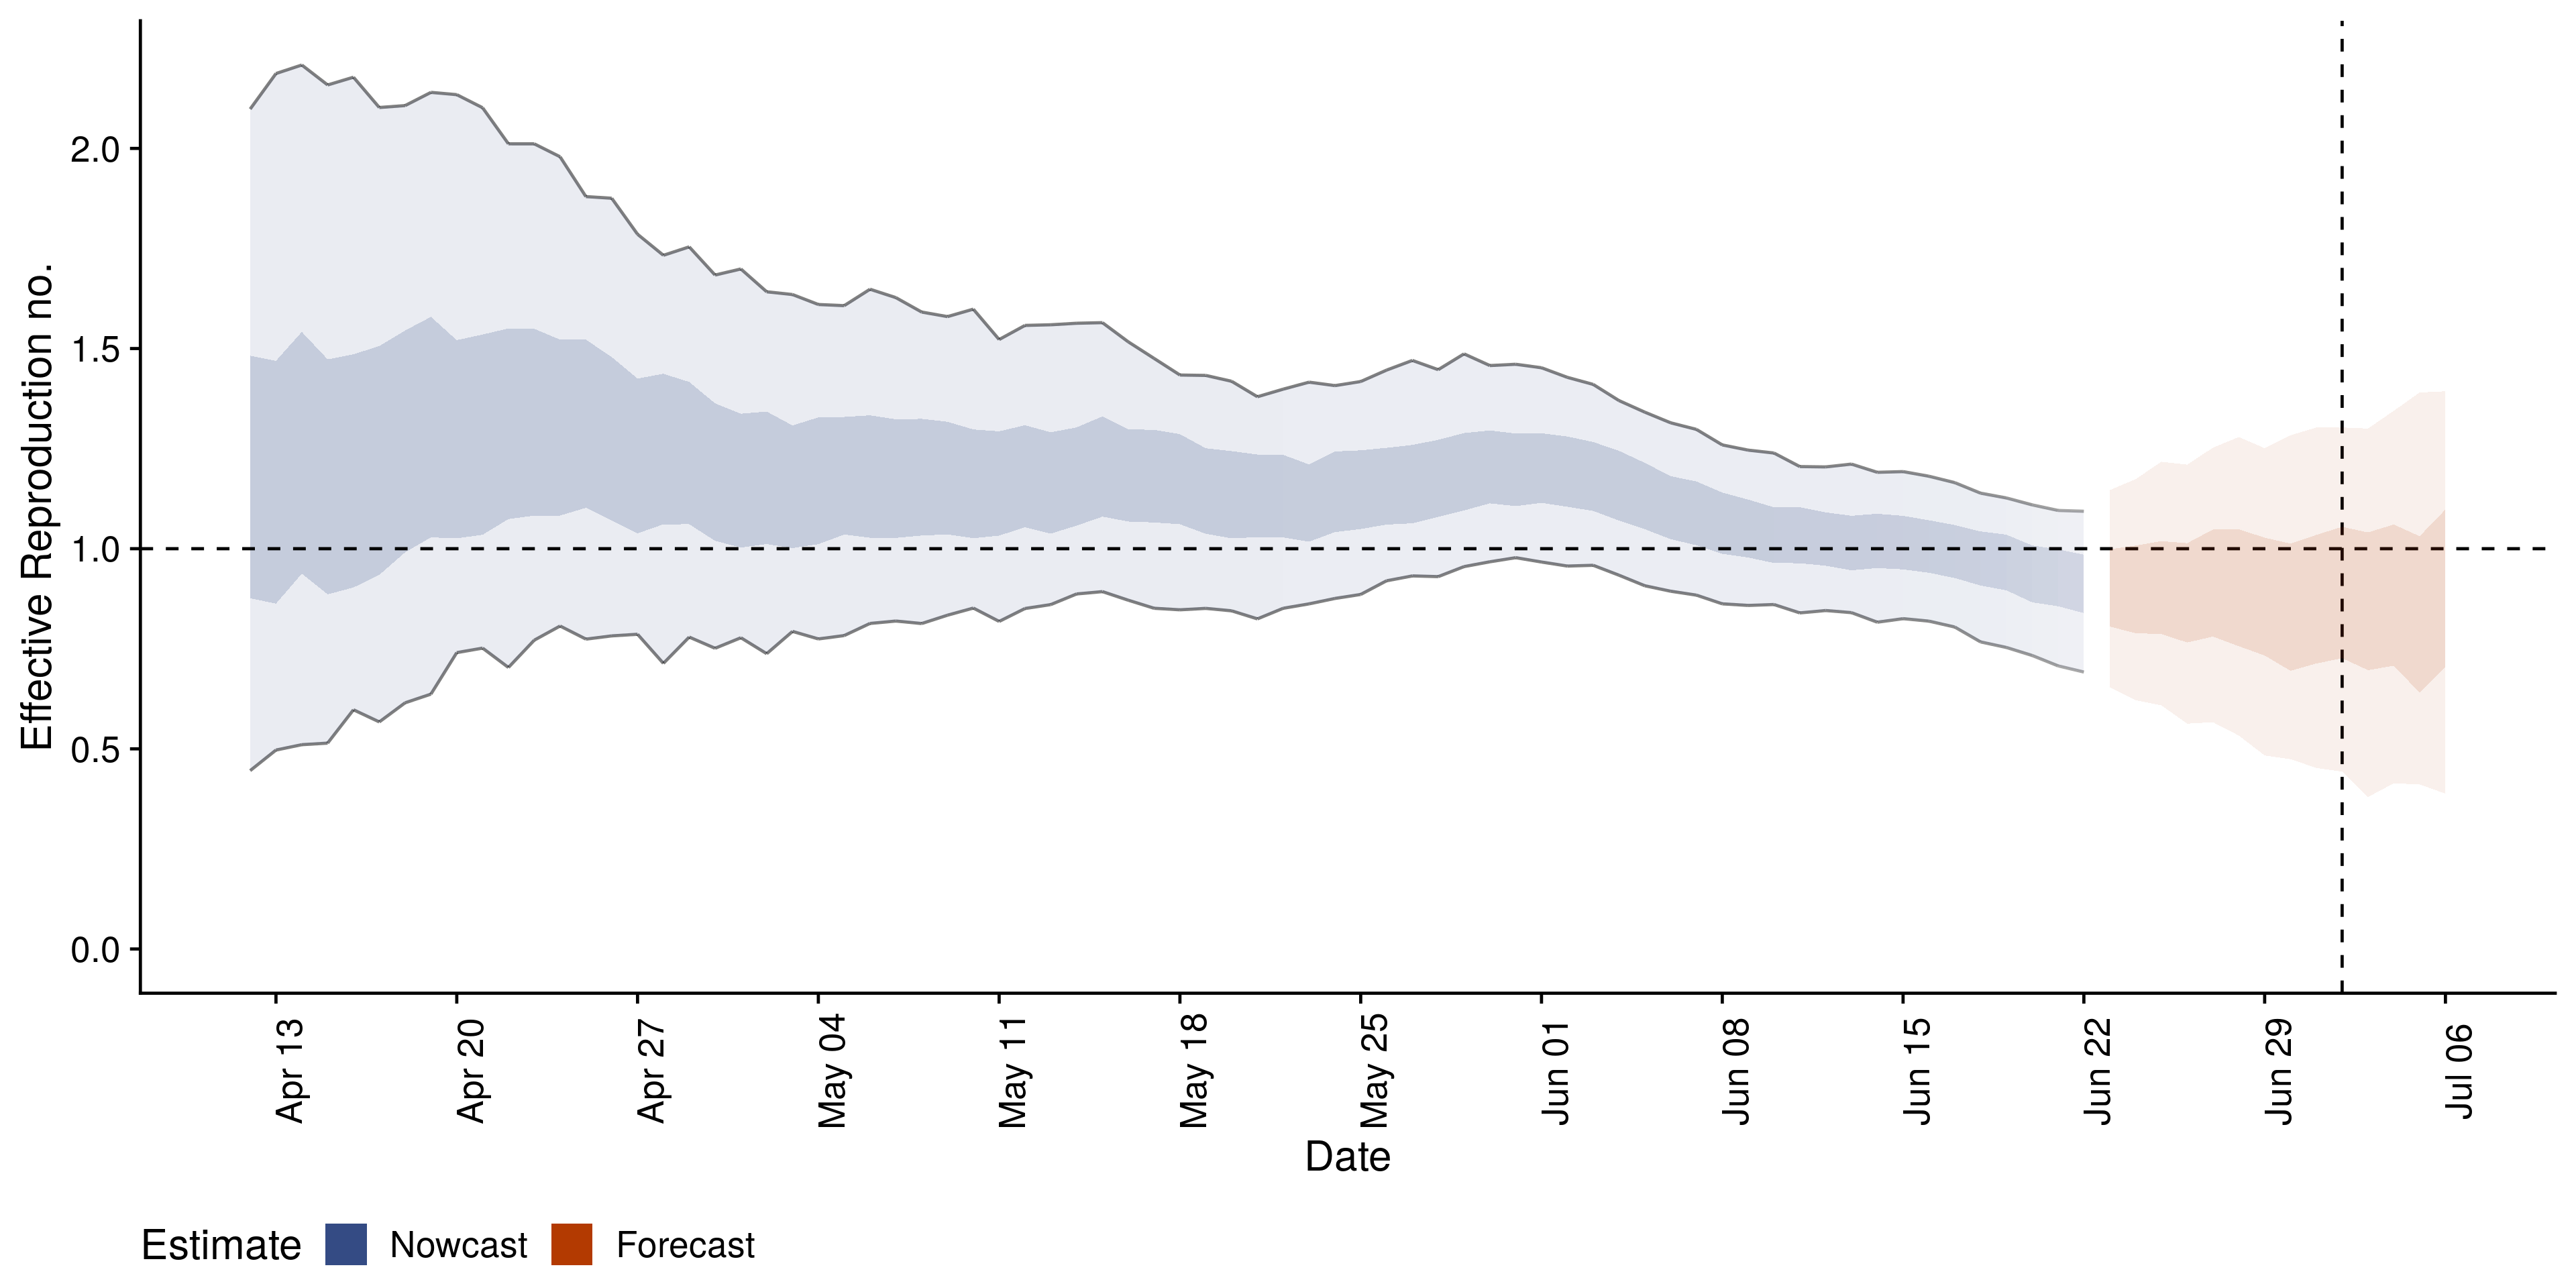 Effective Reproduction no.
2.0
1.5
1.0
0.5
0.0
Apr 13
Apr 20
Apr 27
May 04
May 11
May 18
May 25
Jun 01
Jun 08
Jun 15
Jun 22
Jun 29
Jul 06
Date
Estimate Nowcast Forecast